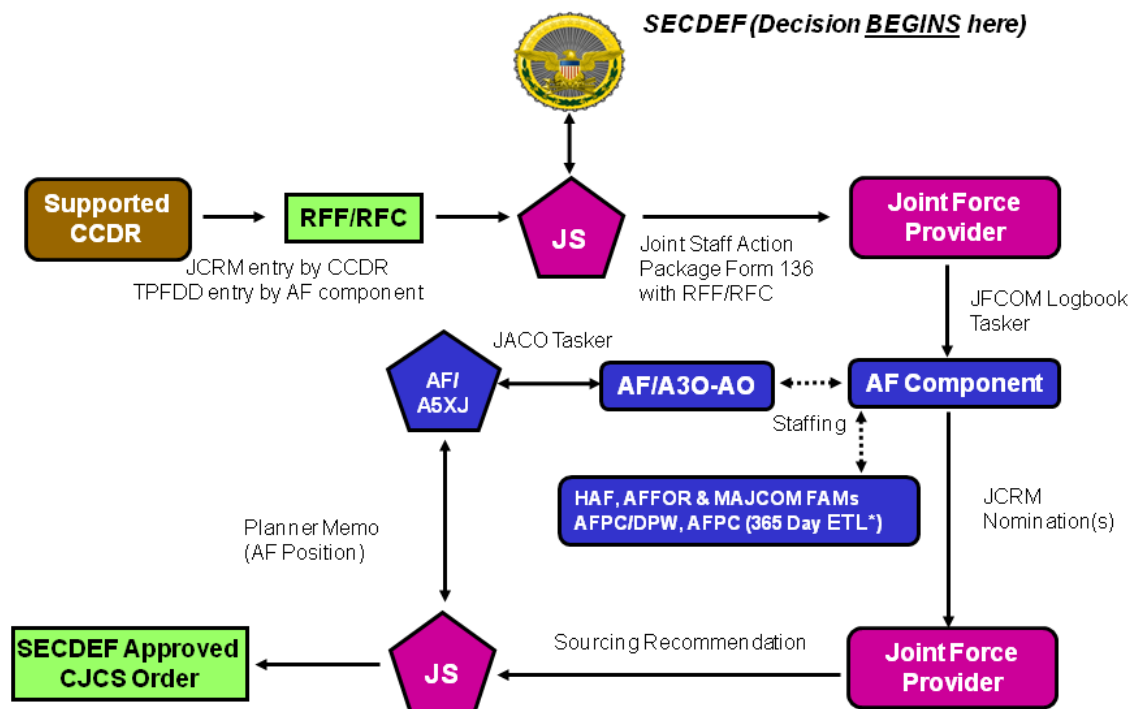 SECDEF (Decision BEGINS here)
Supported
CCDR
RFF/RFC
JS
Joint Force
Provider
JCRM entry by CCDR
TPFDD entry by AF component
Joint Staff Action
Package Form 136
with RFF/RFC
JFCOM Logbook
Tasker
JACO Tasker
AF/
A5XJ
AF/A3O-AO
AF Component
Staffing
HAF, AFFOR & MAJCOM FAMs
AFPC/DPW, AFPC (365 Day ETL*)
JCRM
Nomination(s)
Planner Memo
(AF Position)
SECDEF Approved
CJCS Order
JS
Sourcing Recommendation
Joint Force
Provider